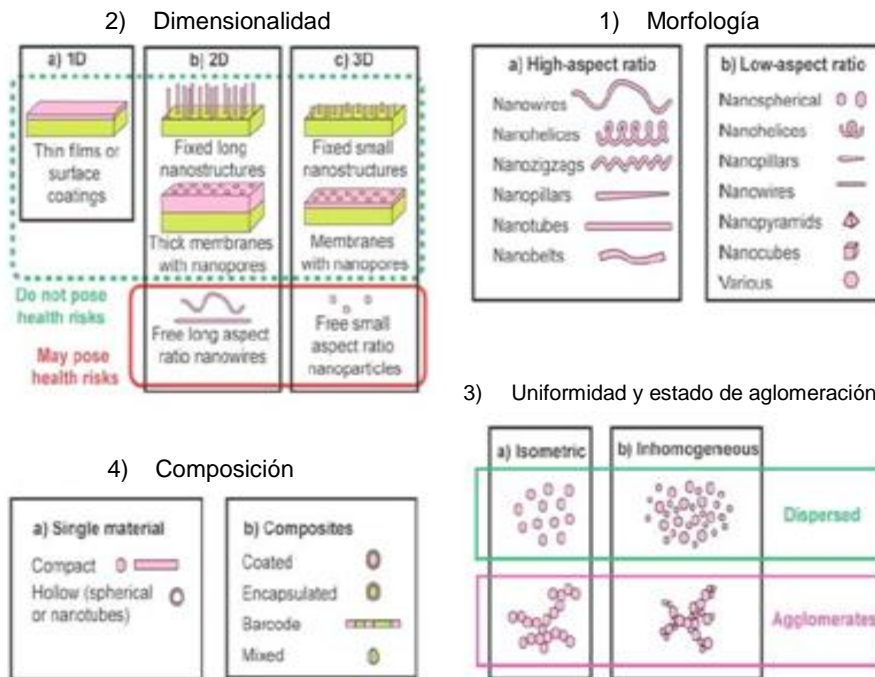 2) Dimensionalidad
a) 1D
b) 2D
c) 3D
Thin films or
surface
coatings
Fixed long
nanostructures
Thick membranes
with nanopores
Fixed small
nanostructures
Membranes
with nanopores
Do not pose
health risks
May pose
health risks
Free long aspect
ratio nanowires
Free small
aspect ratio
nanoparticles
1) Morfología
a) High-aspect ratio
Nanowires
Nanohelices
Nanozigzags
Nanopillars
Nanotubes
Nanobelts
b) Low-aspect ratio
Nanospherical
Nanohelices
Nanopillars
Nanowires
Nanopyramids
Nanocubes
Various
4) Composición
a) Single material
Compact
Hollow (spherical
or nanotubes)
b) Composites
Coated
Encapsulated
Barcode
Mixed
3) Uniformidad y estado de aglomeración
a) Isometric
b) Inhomogeneous
Dispersed
Agglomerates